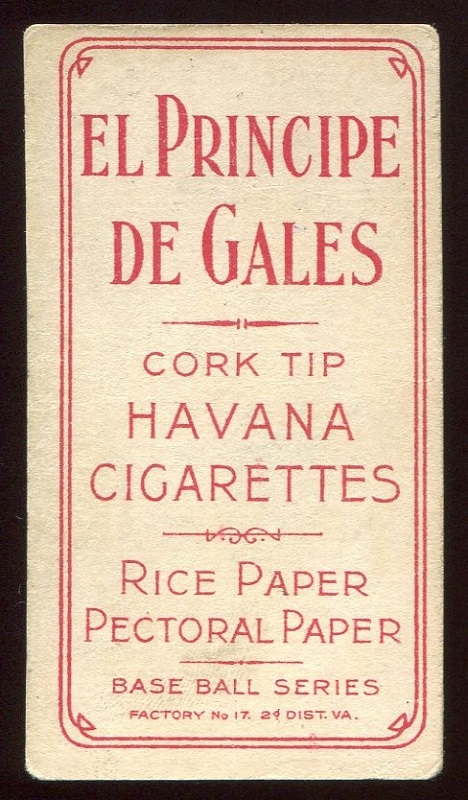 EL PRINCIPE
DE GALES
CORK TIP
HAVANA
CIGARETTES
RICE PAPER
PECTORAL PAPER
BASE BALL SERIES
FACTORY No 17. 2d DIST. VA.